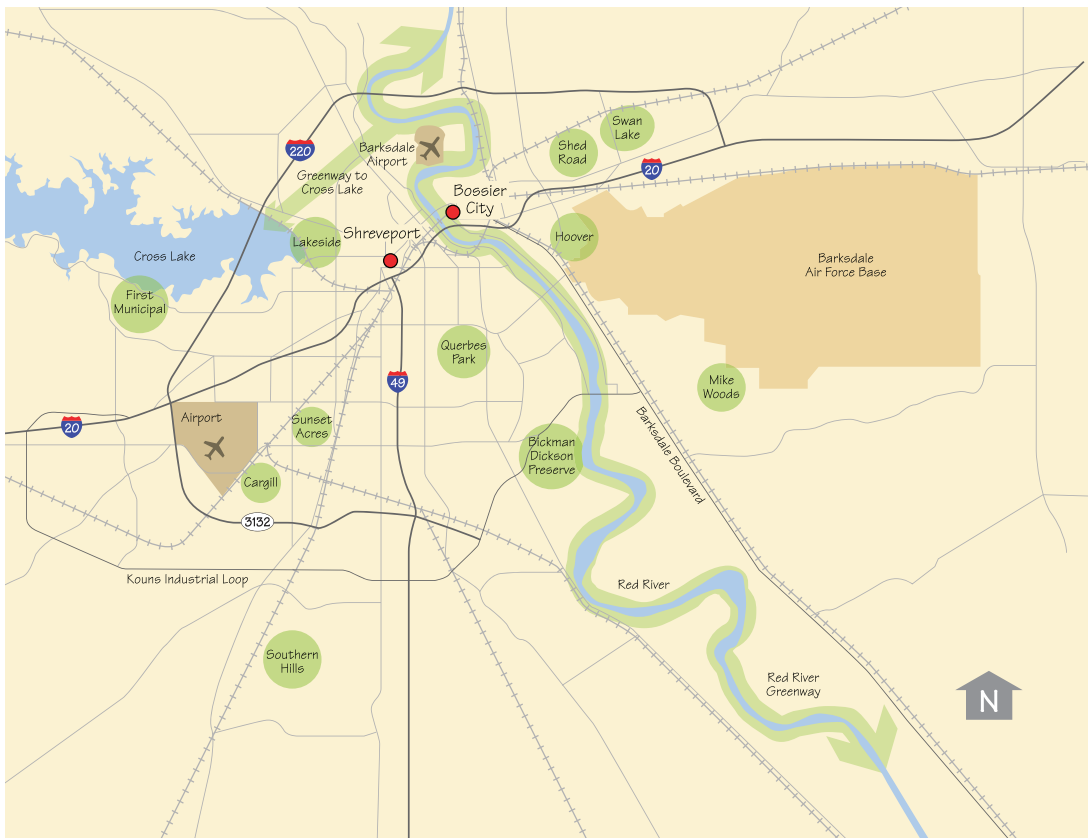 Swan
Lake
Shed
Road
220
Barksdale
Airport
20
Greenway to
Cross Lake
Bossier
City
Shreveport
Lakeside
Hoover
Cross Lake
Barksdale
Air Force Base
First
Municipal
Querbes
Park
49
Mike
Woods
Airport
20
Sunset
Acres
Barksdale Boulevard
Bickman
Dickson
Preserve
Cargill
3132
Kouns Industrial Loop
Red River
Southern
Hills
Red River
Greenway
N